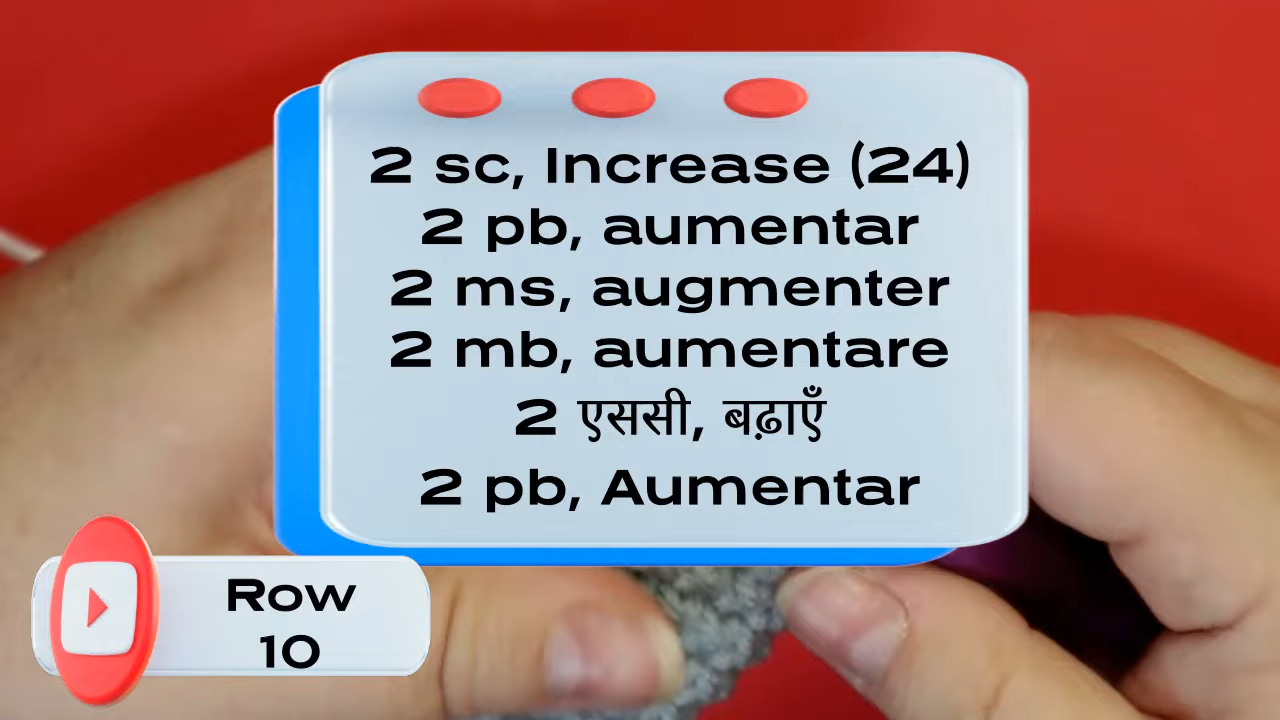 2 sc, Increase (24)
2 pb, aumentar
2 ms, augmenter
2 mb, aumentare
2 एससी, बढ़ाएँ
2 pb, Aumentar
Row
10